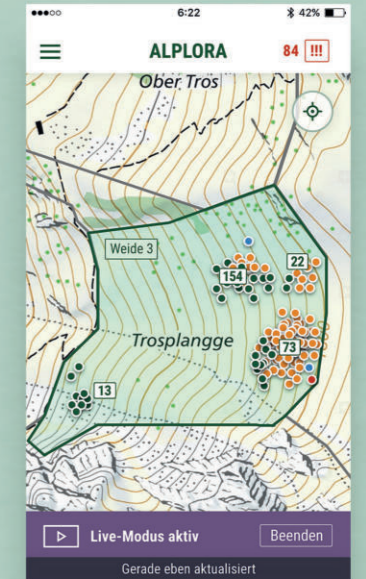 6:22
42%
ALPLORA
84 !!!
Ober Tros
Weide 3
154
22
Trosplangge
73
13
Live-Modus aktiv
Beenden
Gerade eben aktualisiert